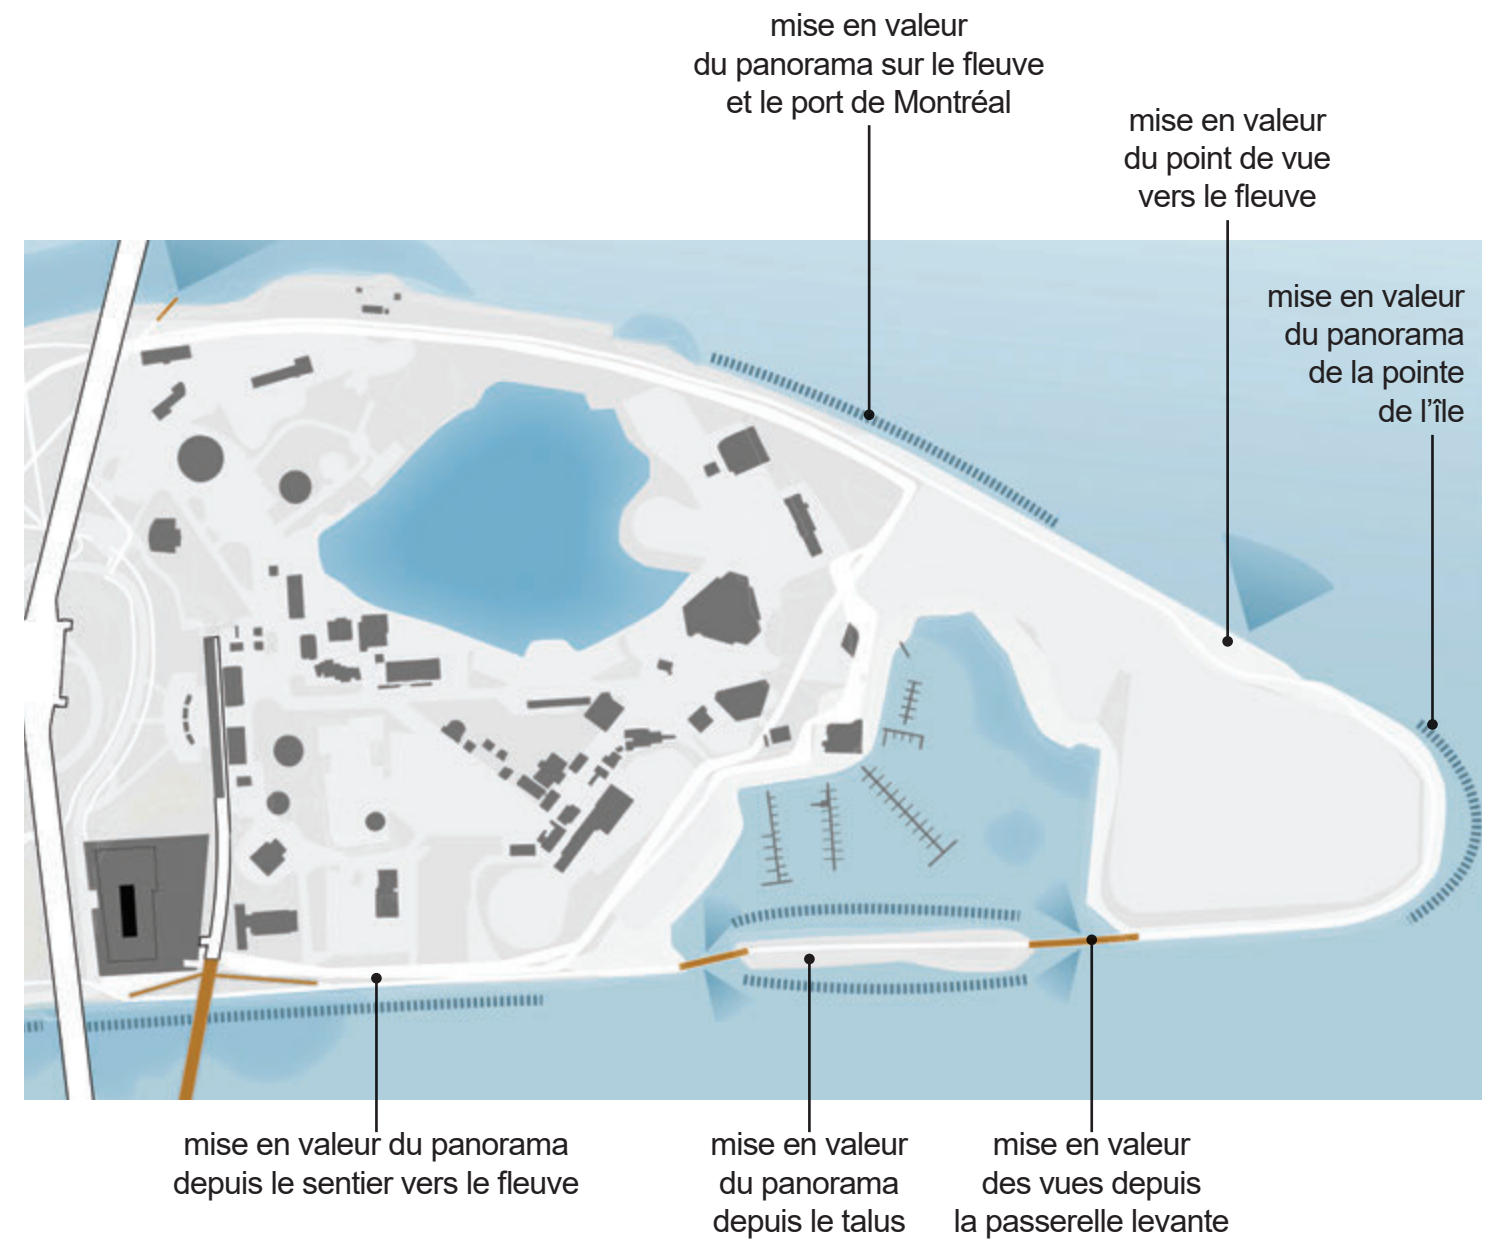 mise en valeur
du panorama sur le fleuve
et le port de Montréal
mise en valeur
du point de vue
vers le fleuve
mise en valeur
du panorama
de la pointe
de l’île
mise en valeur du panorama
depuis le sentier vers le fleuve
mise en valeur
du panorama
depuis le talus
mise en valeur
des vues depuis
la passerelle levante